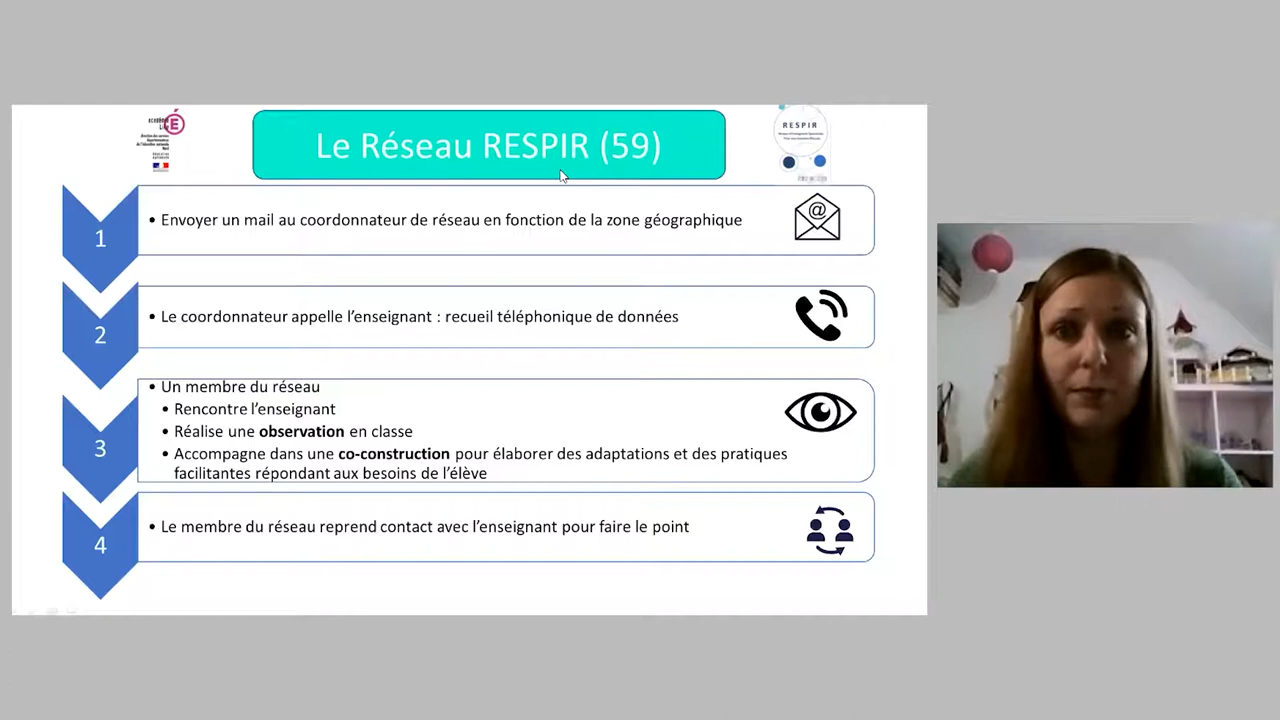 Le Réseau RESPIR (59)
RESPIR
1
• Envoyer un mail au coordonnateur de réseau en fonction de la zone géographique
@
2
• Le coordonnateur appelle l’enseignant : recueil téléphonique de données
3
• Un membre du réseau
• Rencontre l’enseignant
• Réalise une observation en classe
• Accompagne dans une co-construction pour élaborer des adaptations et des pratiques
facilitantes répondant aux besoins de l’élève
4
• Le membre du réseau reprend contact avec l’enseignant pour faire le point